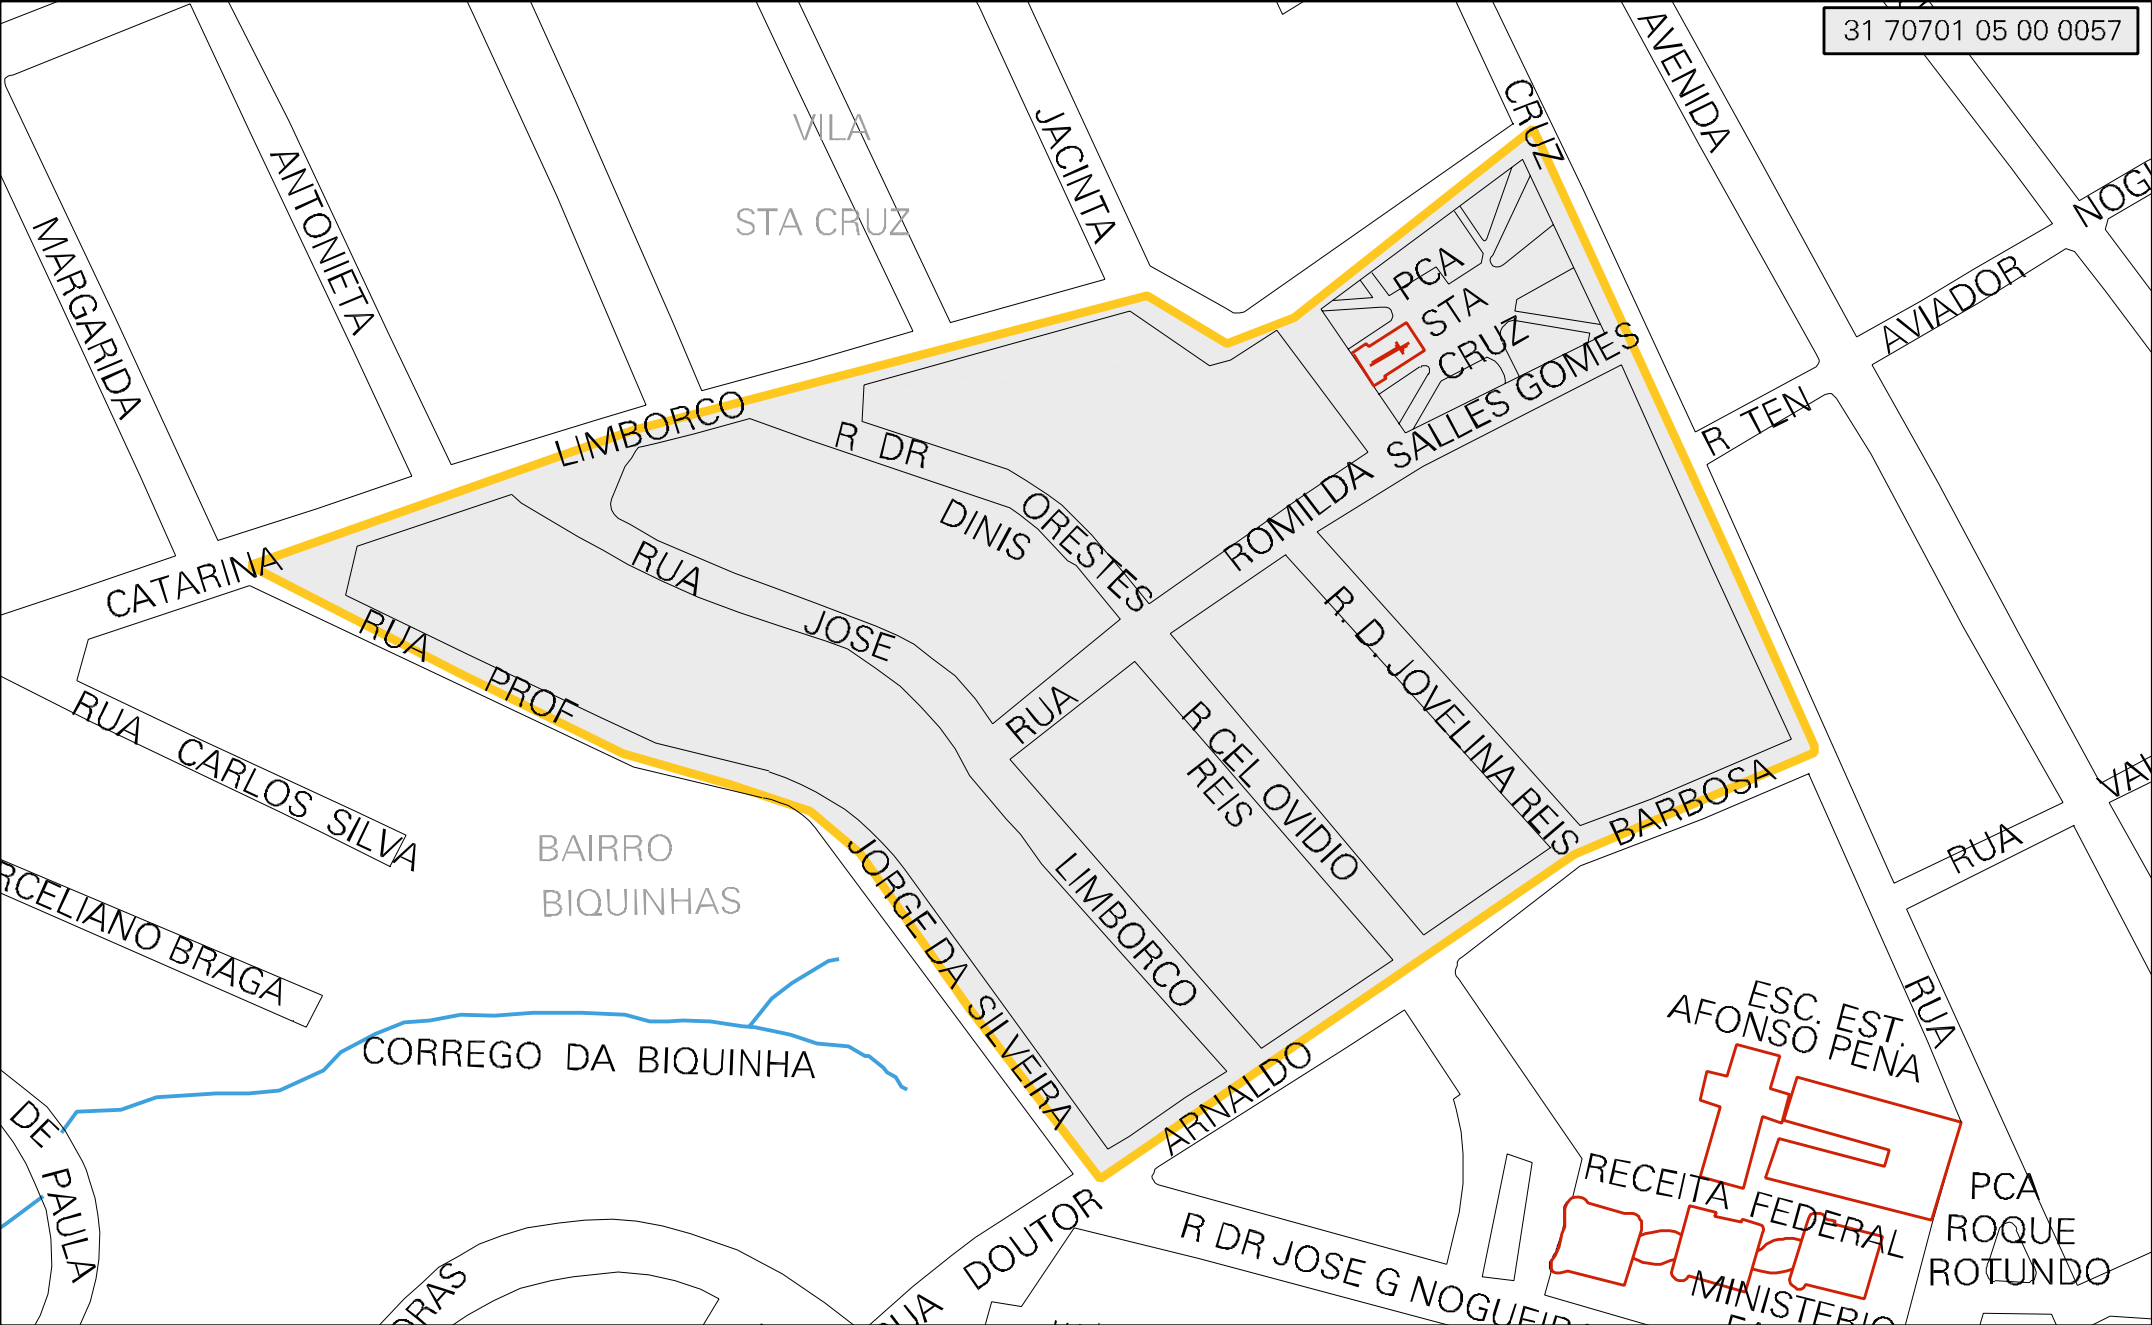 31 70701 05 00 0057
CRUZ
AVENIDA
VILA
STA CRUZ
JACINTA
ANTONIETA
MARGARIDA
PCA
STA
CRUZ
AVIADOR
R TEN
LIMBORCO
CATARINA
R DR ORESTES
DINIS
ROMILDA SALLES GOMES
RUA
RUA JOSE
LIMBORCO
RUA PROF
JORGE DA SILVEIRA
R. D. JOVELINA REIS
R CEL OVIDIO
REIS
RUA CARLOS SILVA
BAIRRO
BIQUINHAS
BARBOSA
ARNALDO
DOUTOR
RUA
RUA
BRAGA
CORREGO DA BIQUINHA
ESC. EST.
AFONSO PENA
RECEITA FEDERAL
MINISTERIO
PCA
ROQUE
ROTUNDO
DE PAULA
R DR JOSE G